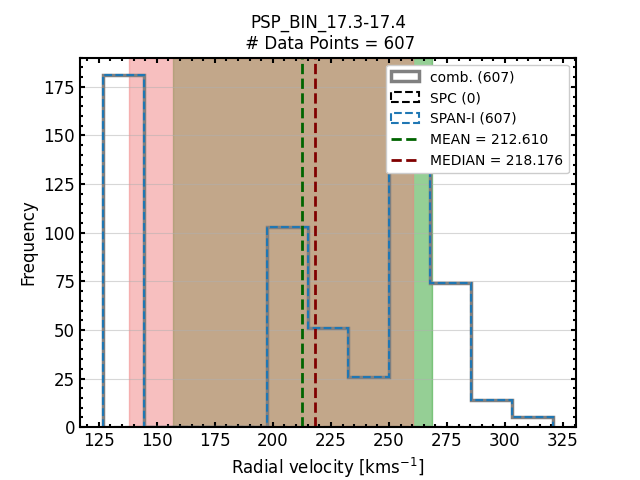 PSP_BIN_17.3-17.4
# Data Points = 607
comb. (607)
SPC (0)
SPAN-I (607)
MEAN = 212.610
MEDIAN = 218.176
Frequency
175
150
125
100
75
50
25
0
125 150 175 200 225 250 275 300 325
Radial velocity [kms⁻¹]